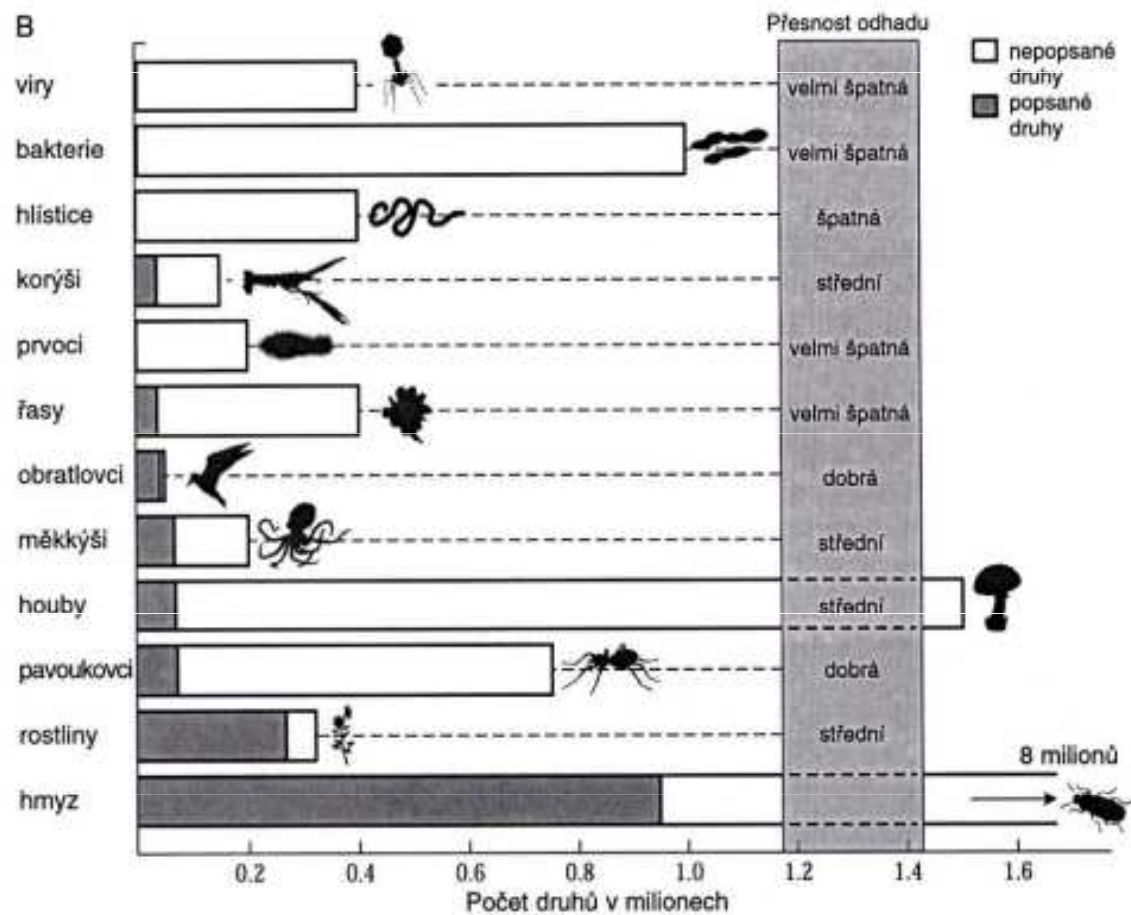 B
Přesnost odhadu
nepopsané
druhy
popsané
druhy
viry velmi špatná
bakterie velmi špatná
hlístice špatná
korýši střední
prvoci velmi špatná
řasy velmi špatná
obratlovci dobrá
měkkýši střední
houby střední
pavoukovci dobrá
rostliny střední
8 milionů
hmyz
0.2 0.4 0.6 0.8 1.0 1.2 1.4 1.6
Počet druhů v milionech